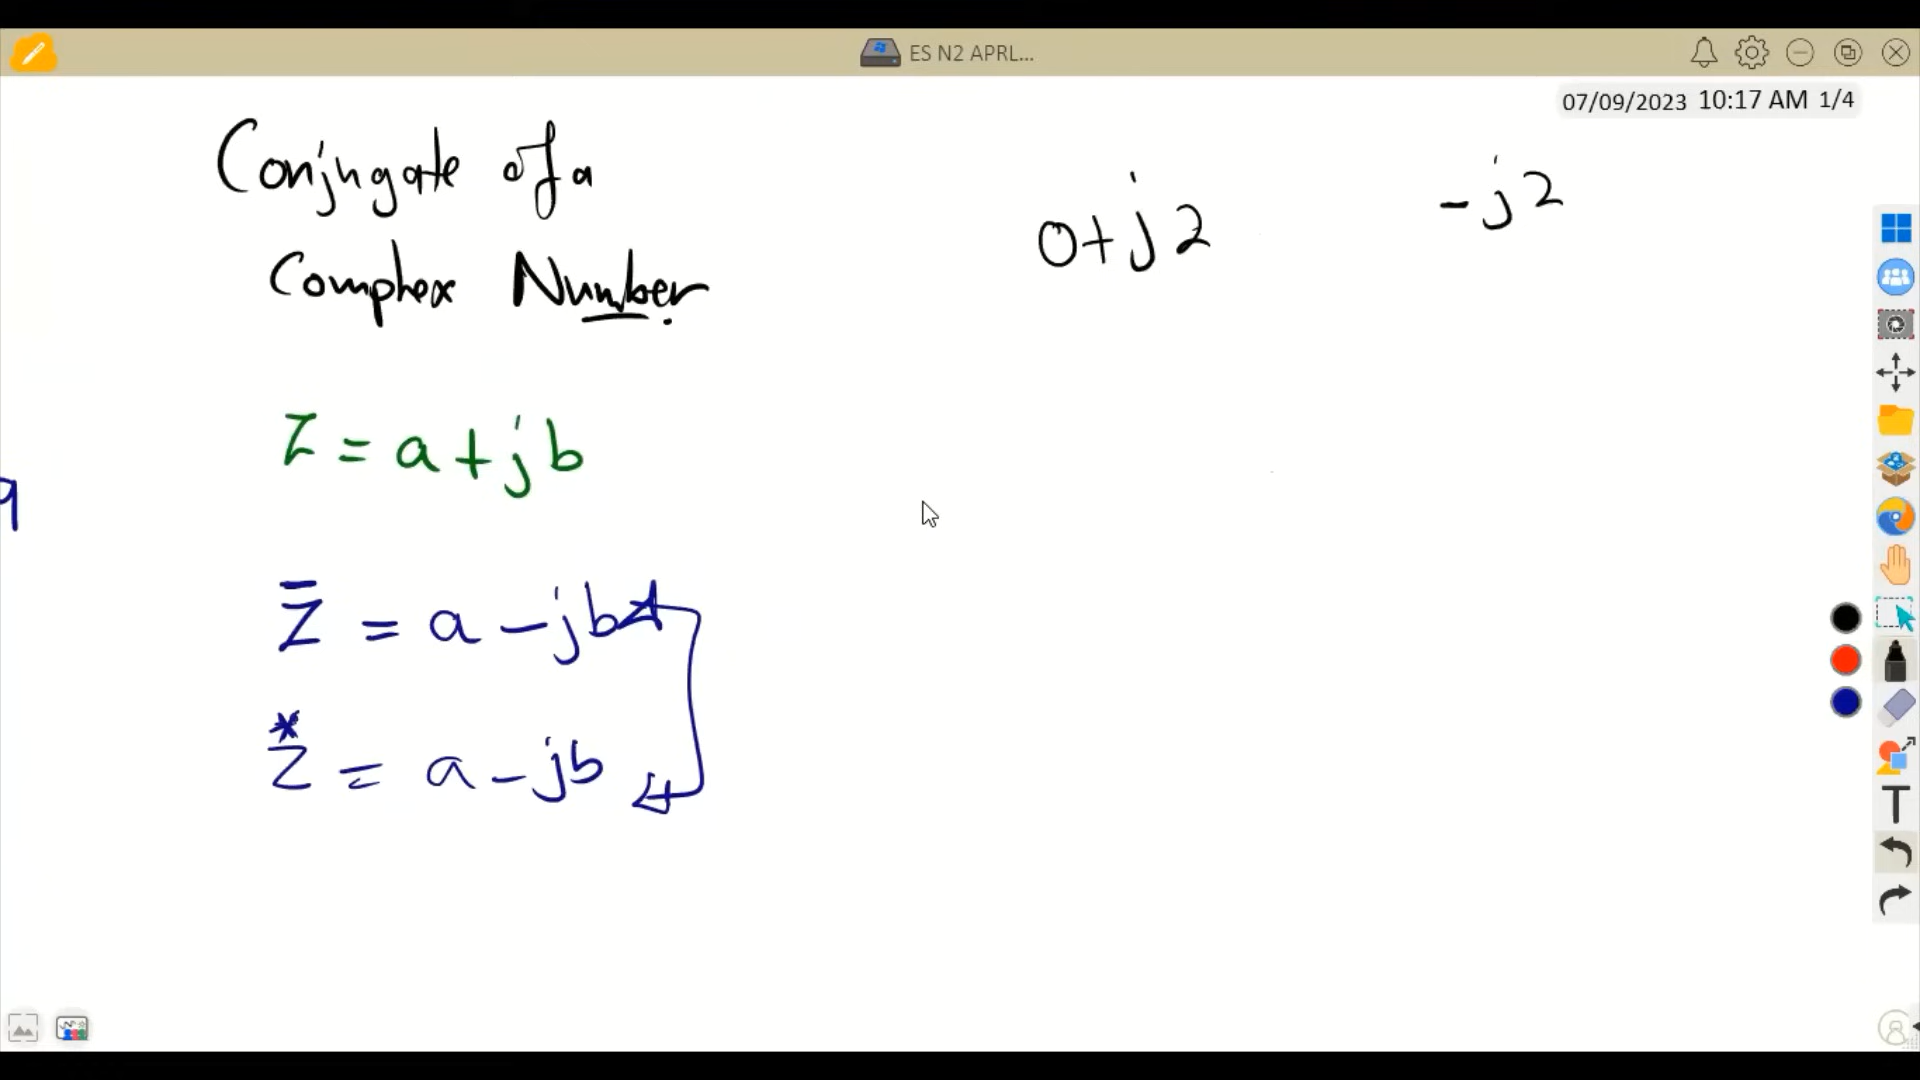 ES N2 APRL...
07/09/2023 10:17 AM 1/4
Conjugate of a
Complex Number.
0+j2
-j2
Z = a+jb
9
Z̄ = a - jb
*
Z = a - jb
T